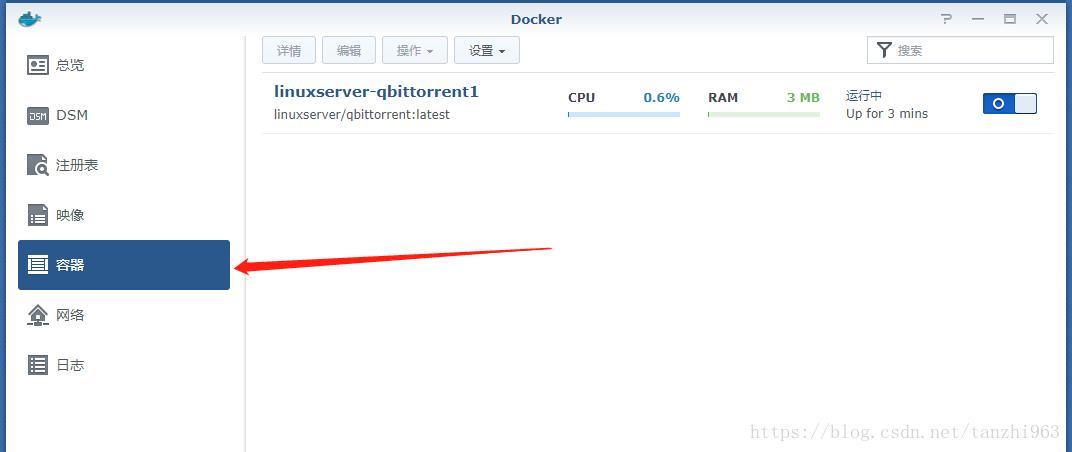 Docker
总览
DSM
注册表
映像
容器
网络
日志
详情 编辑 操作 设置 搜索
linuxserver-qbittorrent1
linuxserver/qbittorrent:latest
CPU 0.6%
RAM 3 MB
运行中
Up for 3 mins
https://blog.csdn.net/tanzhi963